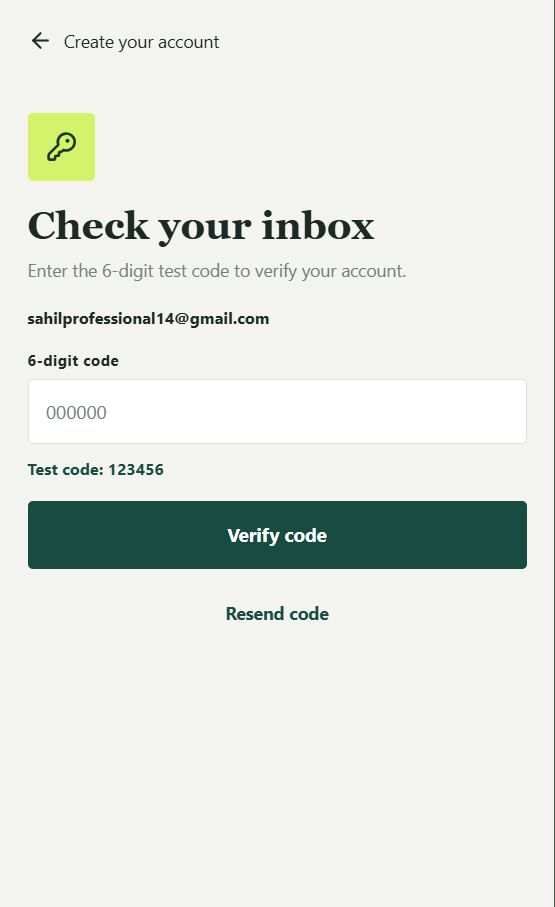 Create your account
Check your inbox
Enter the 6-digit test code to verify your account.
sahilprofessional14@gmail.com
6-digit code
000000
Test code: 123456
Verify code
Resend code